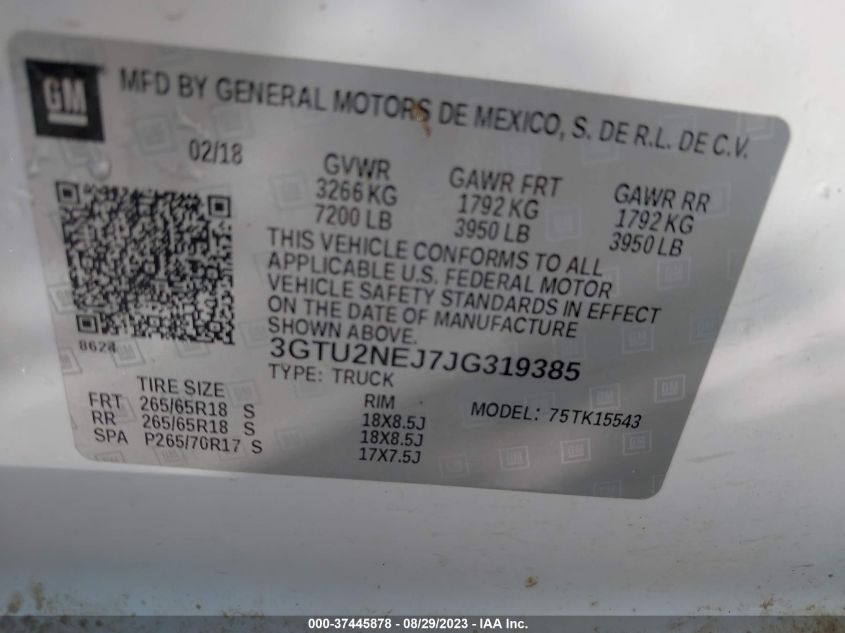 GM
MFD BY GENERAL MOTORS DE MEXICO, S. DE R.L. DE C.V.
02/18
GVWR
3266 KG
7200 LB
GAWR FRT
1792 KG
3950 LB
GAWR RR
1792 KG
3950 LB
THIS VEHICLE CONFORMS TO ALL
APPLICABLE U.S. FEDERAL MOTOR
VEHICLE SAFETY STANDARDS IN EFFECT
ON THE DATE OF MANUFACTURE
SHOWN ABOVE.
8624
3GTU2NEJ7JG319385
TYPE: TRUCK
MODEL: 75TK15543
TIRE SIZE
RIM
FRT 265/65R18 S 18X8.5J
RR 265/65R18 S 18X8.5J
SPA P265/70R17 S 17X7.5J
000-37445878 - 08/29/2023 - IAA Inc.